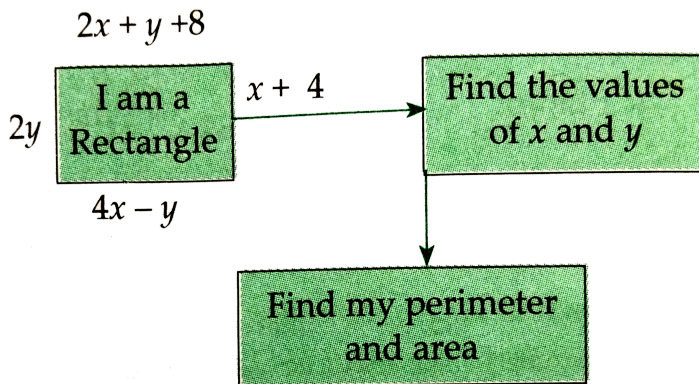 2x + y +8
I am a
Rectangle
2y
x + 4
4x – y
Find the values
of x and y
Find my perimeter
and area